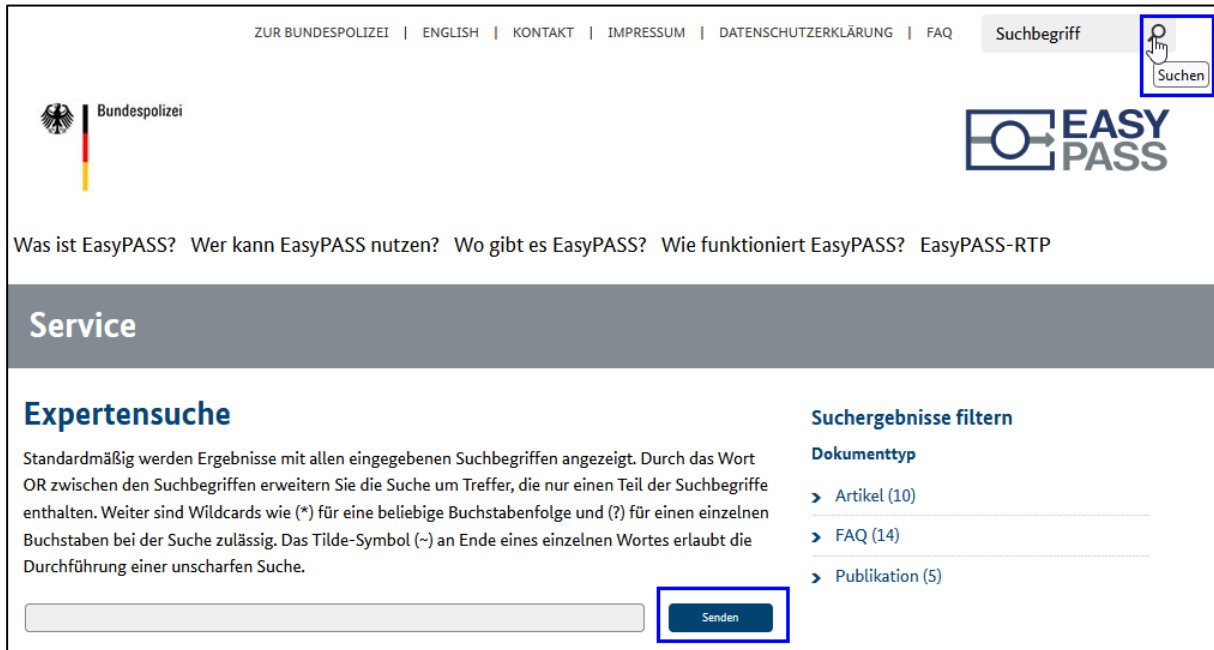 ZUR BUNDESPOLIZEI | ENGLISH | KONTAKT | IMPRESSUM | DATENSCHUTZERKLÄRUNG | FAQ
Suchbegriff
Suchen
Bundespolizei
EASY
PASS
Was ist EasyPASS? Wer kann EasyPASS nutzen? Wo gibt es EasyPASS? Wie funktioniert EasyPASS? EasyPASS-RTP
Service
Expertensuche
Standardmäßig werden Ergebnisse mit allen eingegebenen Suchbegriffen angezeigt. Durch das Wort
OR zwischen den Suchbegriffen erweitern Sie die Suche um Treffer, die nur einen Teil der Suchbegriffe
enthalten. Weiter sind Wildcards wie (*) für eine beliebige Buchstabenfolge und (?) für einen einzelnen
Buchstaben bei der Suche zulässig. Das Tilde-Symbol (~) an Ende eines einzelnen Wortes erlaubt die
Durchführung einer unscharfen Suche.
Senden
Suchergebnisse filtern
Dokumenttyp
Artikel (10)
FAQ (14)
Publikation (5)